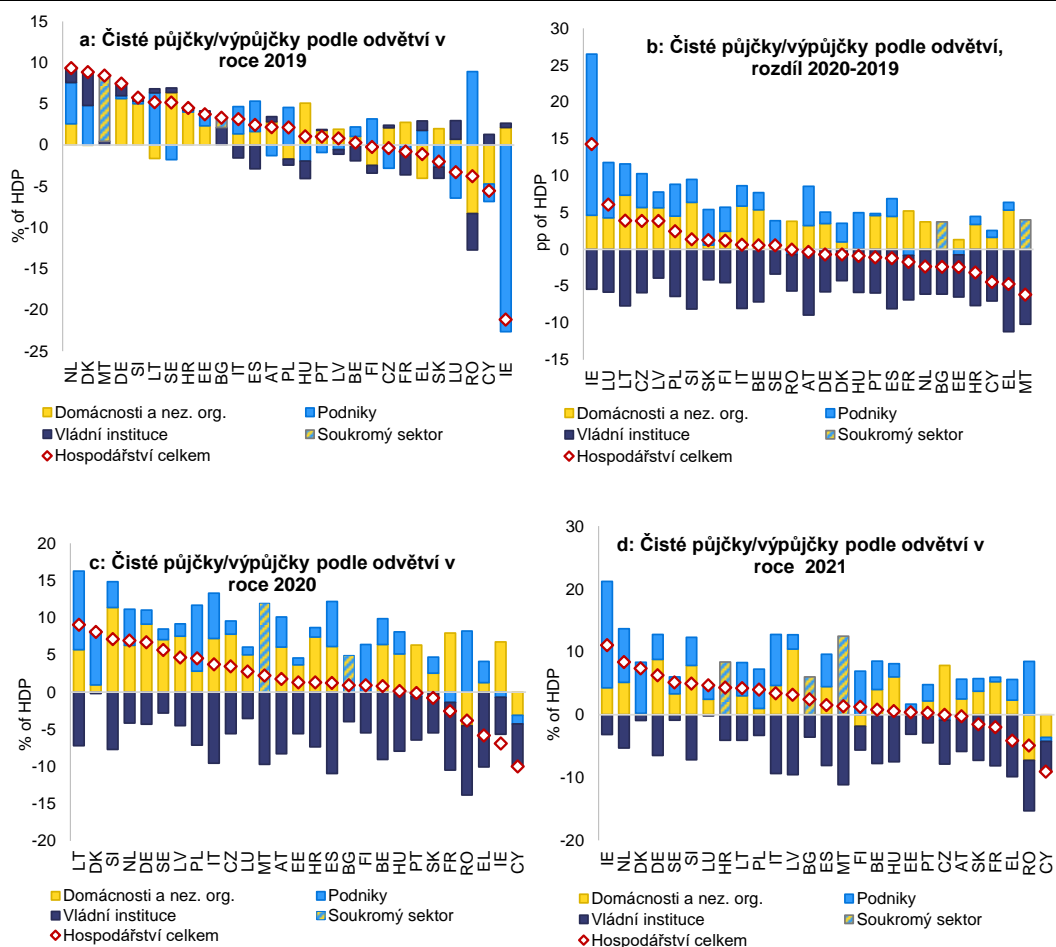 a: Čisté půjčky/výpůjčky podle odvětví v
roce 2019
% of HDP
15
10
5
0
-5
-10
-15
-20
-25
NL DK MT DE SI LT SE HR EE BG IT ES AT PL HU PT LV BE FI CZ FR EL SK LU RO CY IE
Domácnosti a nez. org.
Podniky
Vládní instituce
Soukromý sektor
Hospodářství celkem
b: Čisté půjčky/výpůjčky podle odvětví,
rozdíl 2020-2019
pp of HDP
30
25
20
15
10
5
0
-5
-10
-15
IE LU LT CZ LV PL SI SK FI IT BE SE RO AT DE DK HU PT ES FR NL BG EE HR CY EL MT
Domácnosti a nez. org.
Podniky
Vládní instituce
Soukromý sektor
Hospodářství celkem
c: Čisté půjčky/výpůjčky podle odvětví v
roce 2020
% of HDP
20
15
10
5
0
-5
-10
-15
-20
LT DK SI NL DE SE LV PL IT CZ LU MT AT EE HR ES BG FI BE HU PT SK FR RO EL IE CY
Domácnosti a nez. org.
Podniky
Vládní instituce
Soukromý sektor
Hospodářství celkem
d: Čisté půjčky/výpůjčky podle odvětví v
roce 2021
% of HDP
30
20
10
0
-10
-20
IE NL DK DE SE SI LU HR LT PL IT LV BG ES MT FI BE HU EE PT CZ AT SK FR EL RO CY
Domácnosti a nez. org.
Podniky
Vládní instituce
Soukromý sektor
Hospodářství celkem